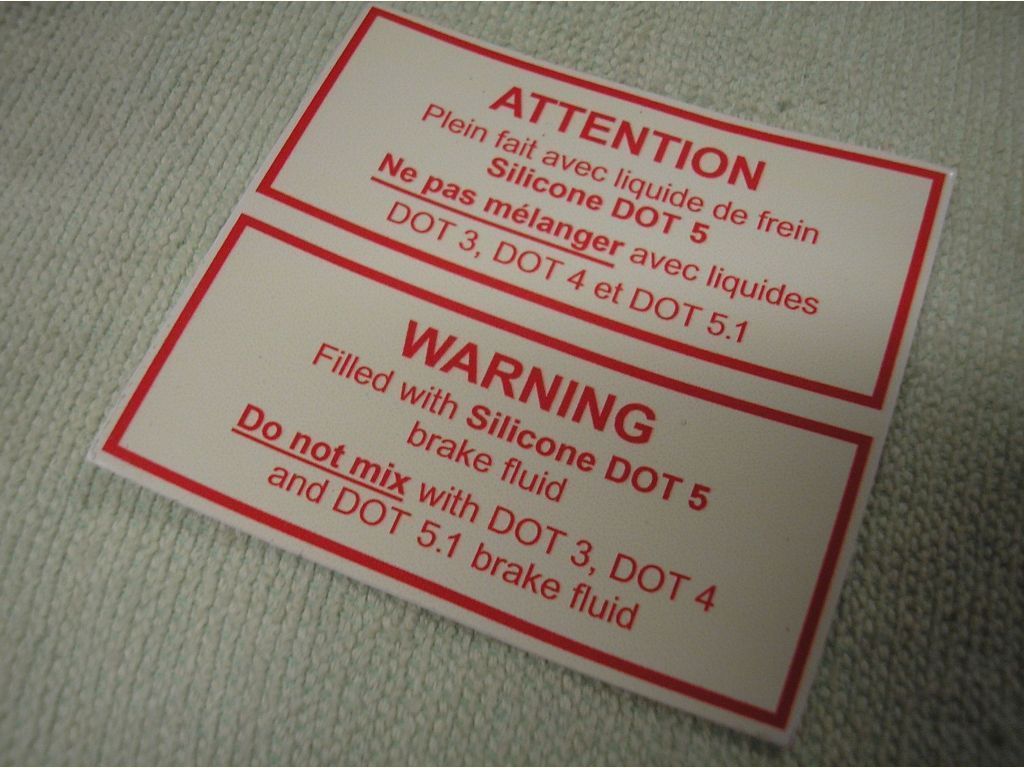 ATTENTION
Plein fait avec liquide de frein
Silicone DOT 5
Ne pas mélanger avec liquides
DOT 3, DOT 4 et DOT 5.1
WARNING
Filled with Silicone DOT 5
brake fluid
Do not mix with DOT 3, DOT 4
and DOT 5.1 brake fluid